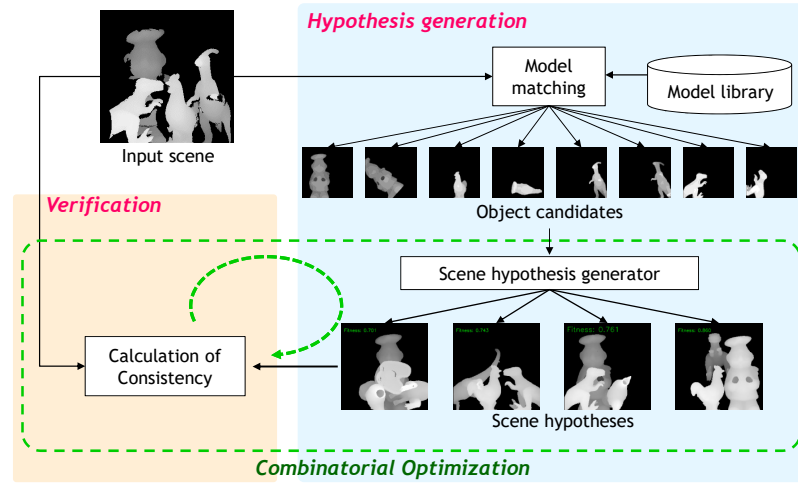 Hypothesis generation
Model
matching
Model library
Input scene
Object candidates
Verification
Scene hypothesis generator
Fitness: 0.761
Calculation of
Consistency
Scene hypotheses
Combinatorial Optimization